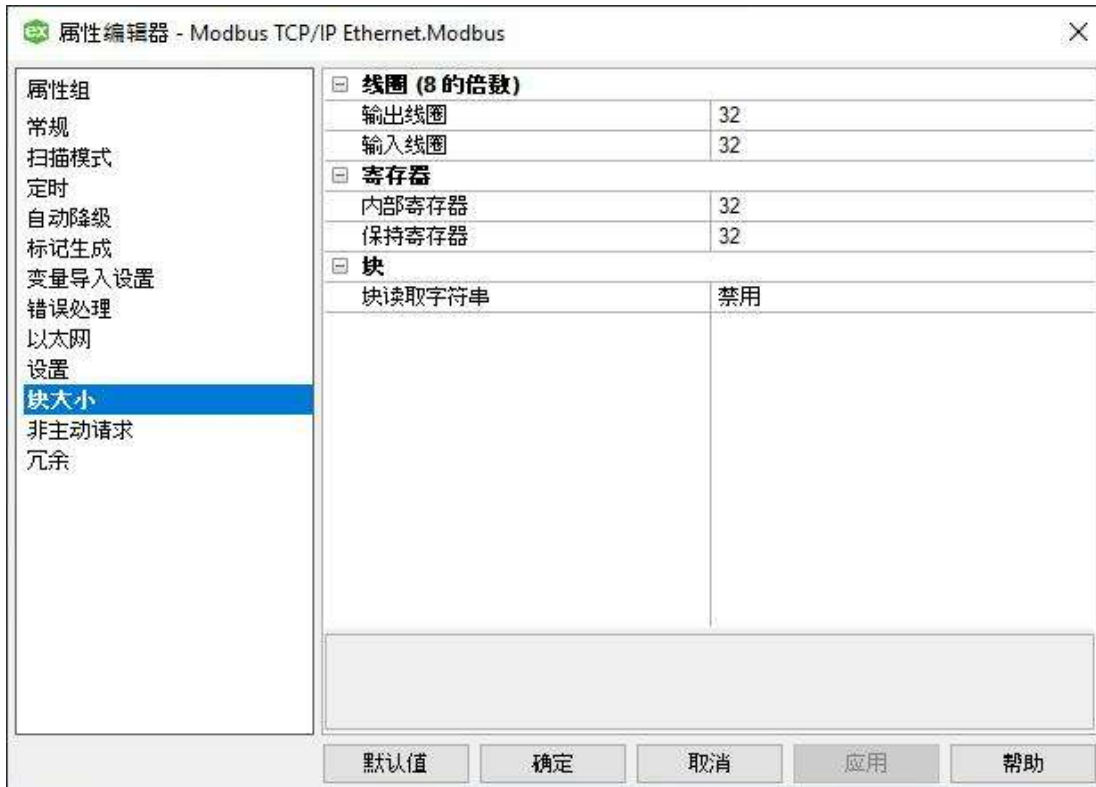 属性编辑器 - Modbus TCP/IP Ethernet.Modbus
属性组
常规
扫描模式
定时
自动降级
标记生成
变量导入设置
错误处理
以太网
设置
块大小
非主动请求
冗余
线圈 (8 的倍数)
输出线圈 32
输入线圈 32
寄存器
内部寄存器 32
保持寄存器 32
块
块读取字符串 禁用
默认值 确定 取消 应用 帮助